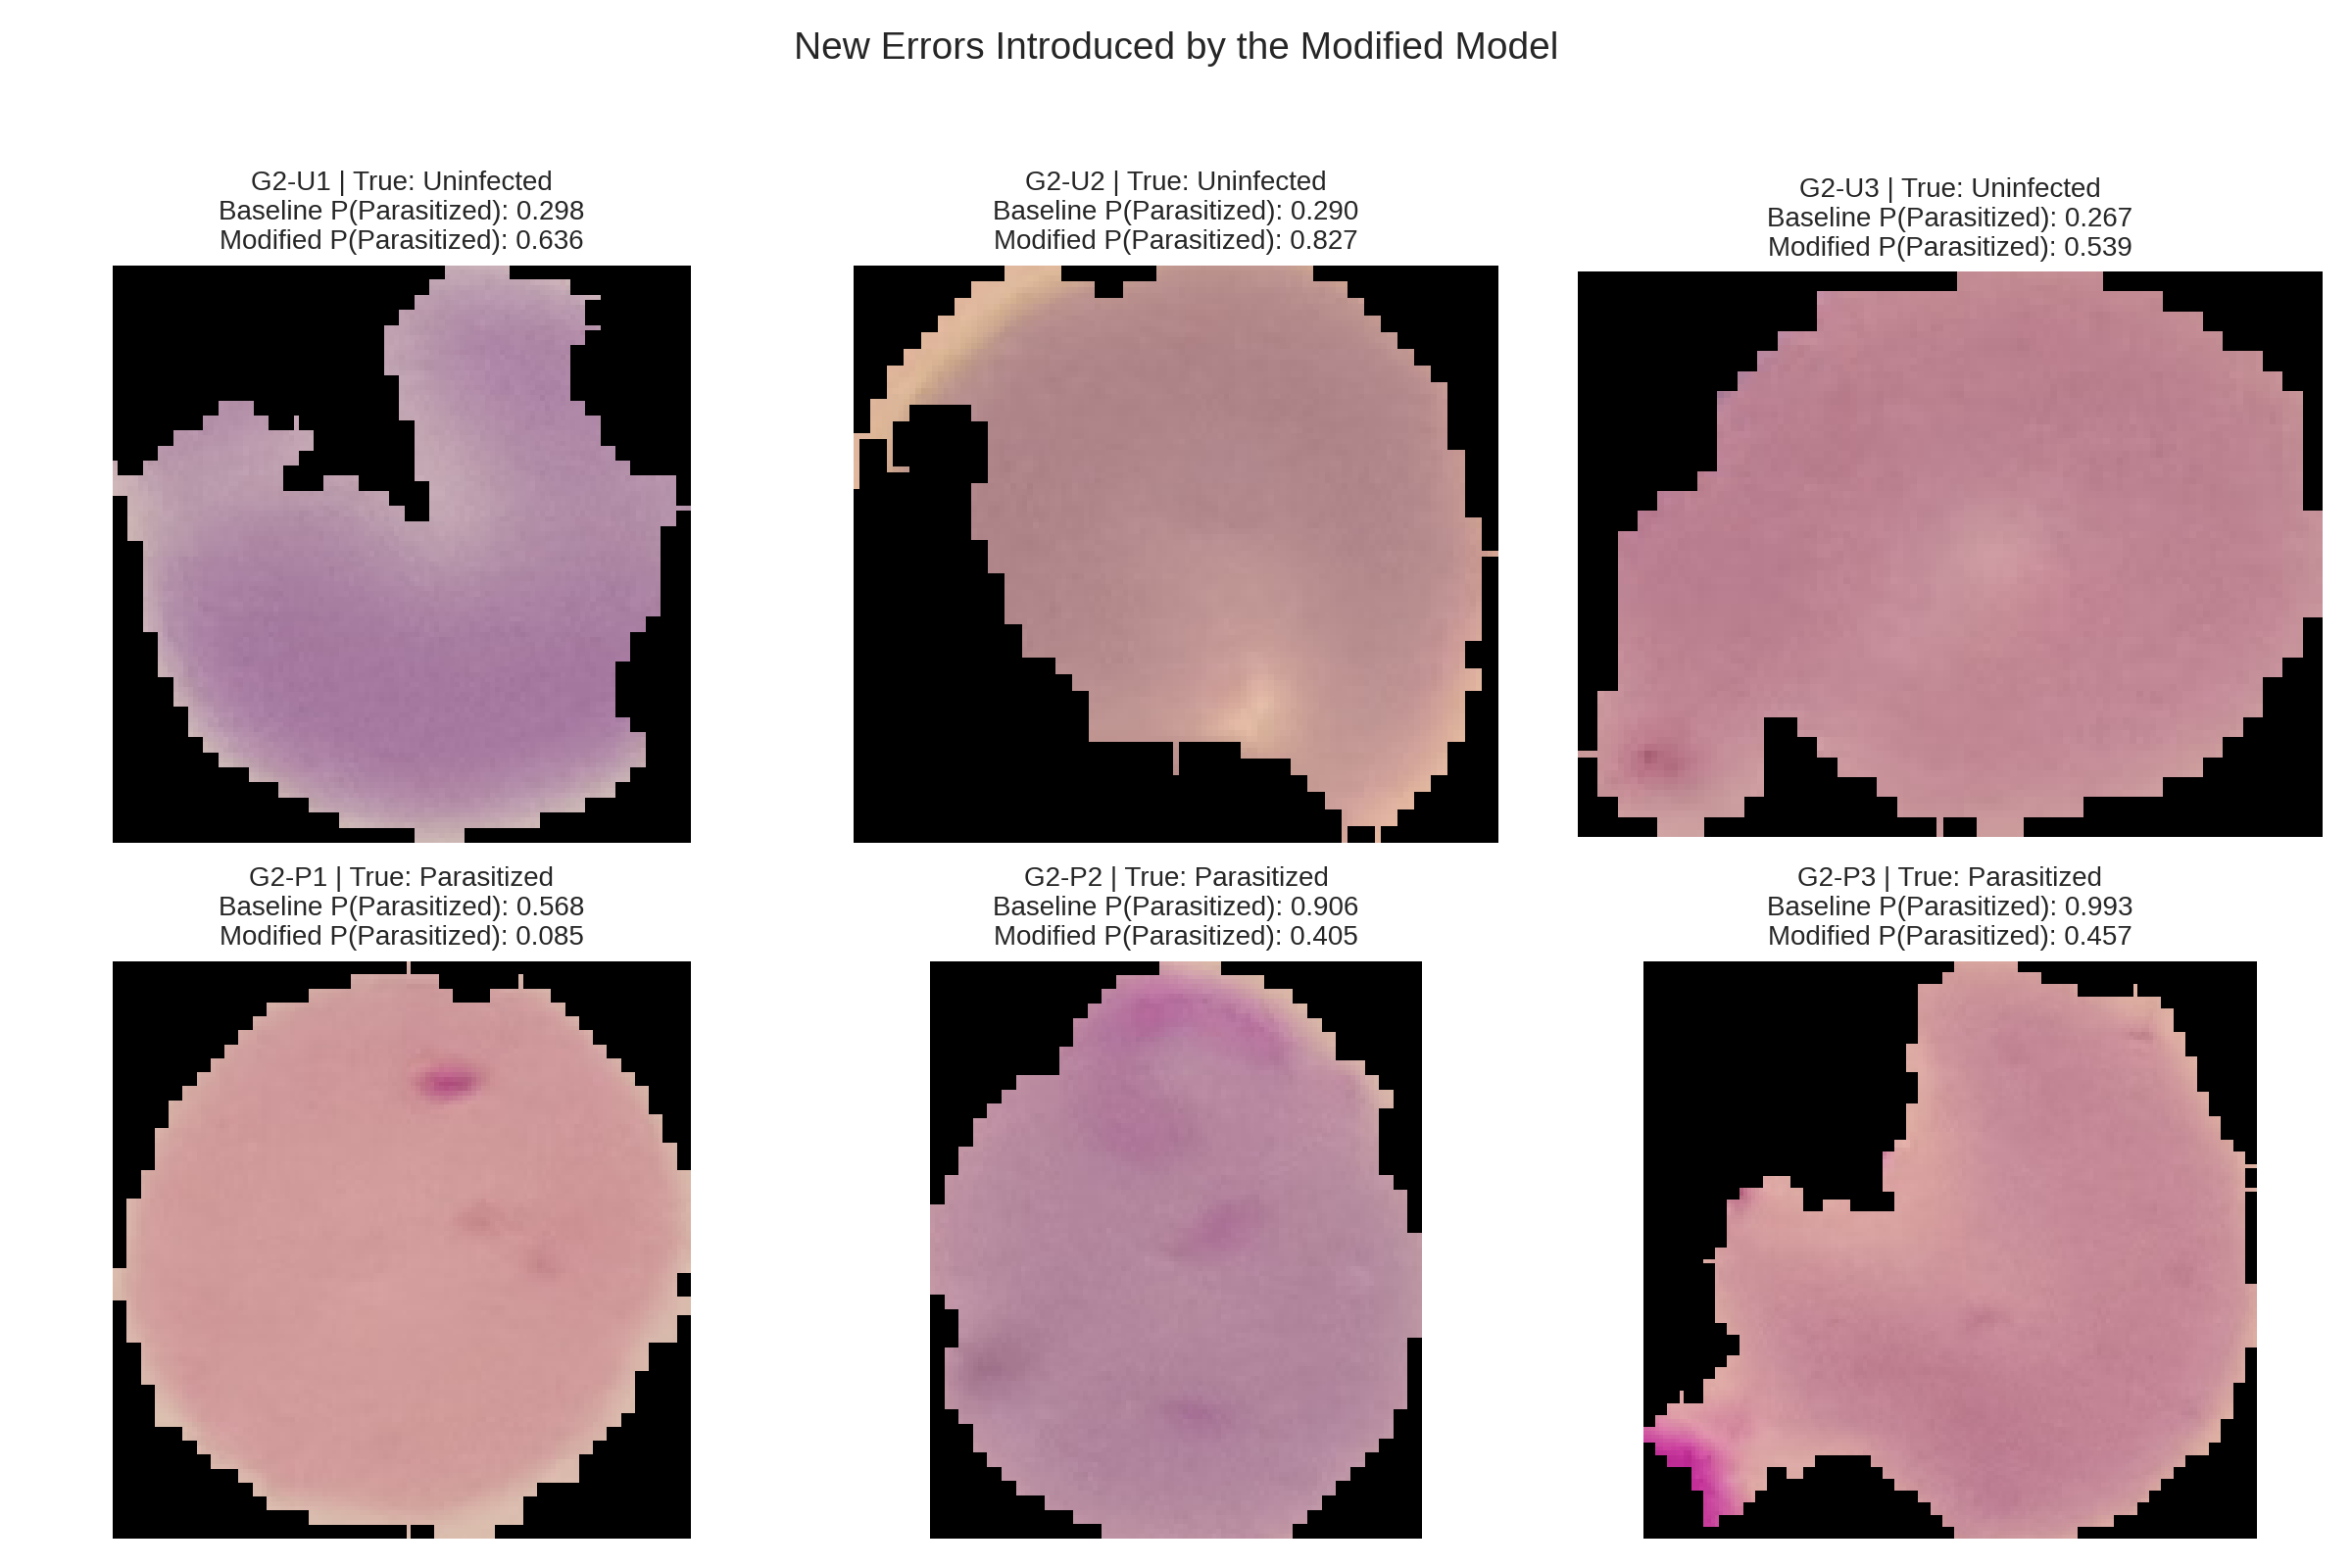 New Errors Introduced by the Modified Model
G2-U1 | True: Uninfected
Baseline P(Parasitized): 0.298
Modified P(Parasitized): 0.636
G2-U2 | True: Uninfected
Baseline P(Parasitized): 0.290
Modified P(Parasitized): 0.827
G2-U3 | True: Uninfected
Baseline P(Parasitized): 0.267
Modified P(Parasitized): 0.539
G2-P1 | True: Parasitized
Baseline P(Parasitized): 0.568
Modified P(Parasitized): 0.085
G2-P2 | True: Parasitized
Baseline P(Parasitized): 0.906
Modified P(Parasitized): 0.405
G2-P3 | True: Parasitized
Baseline P(Parasitized): 0.993
Modified P(Parasitized): 0.457